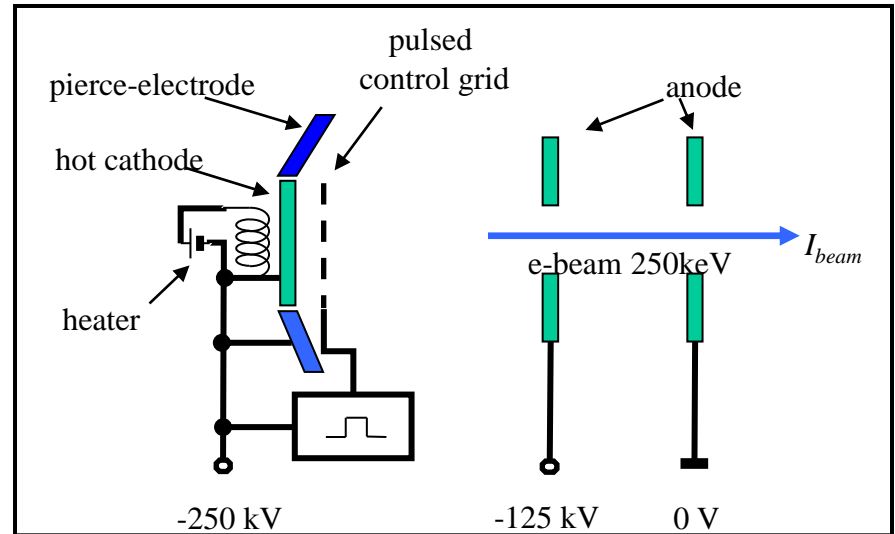 pulsed
control grid
pierce-electrode
anode
hot cathode
I_beam
e-beam 250keV
heater
-250 kV
-125 kV
0 V